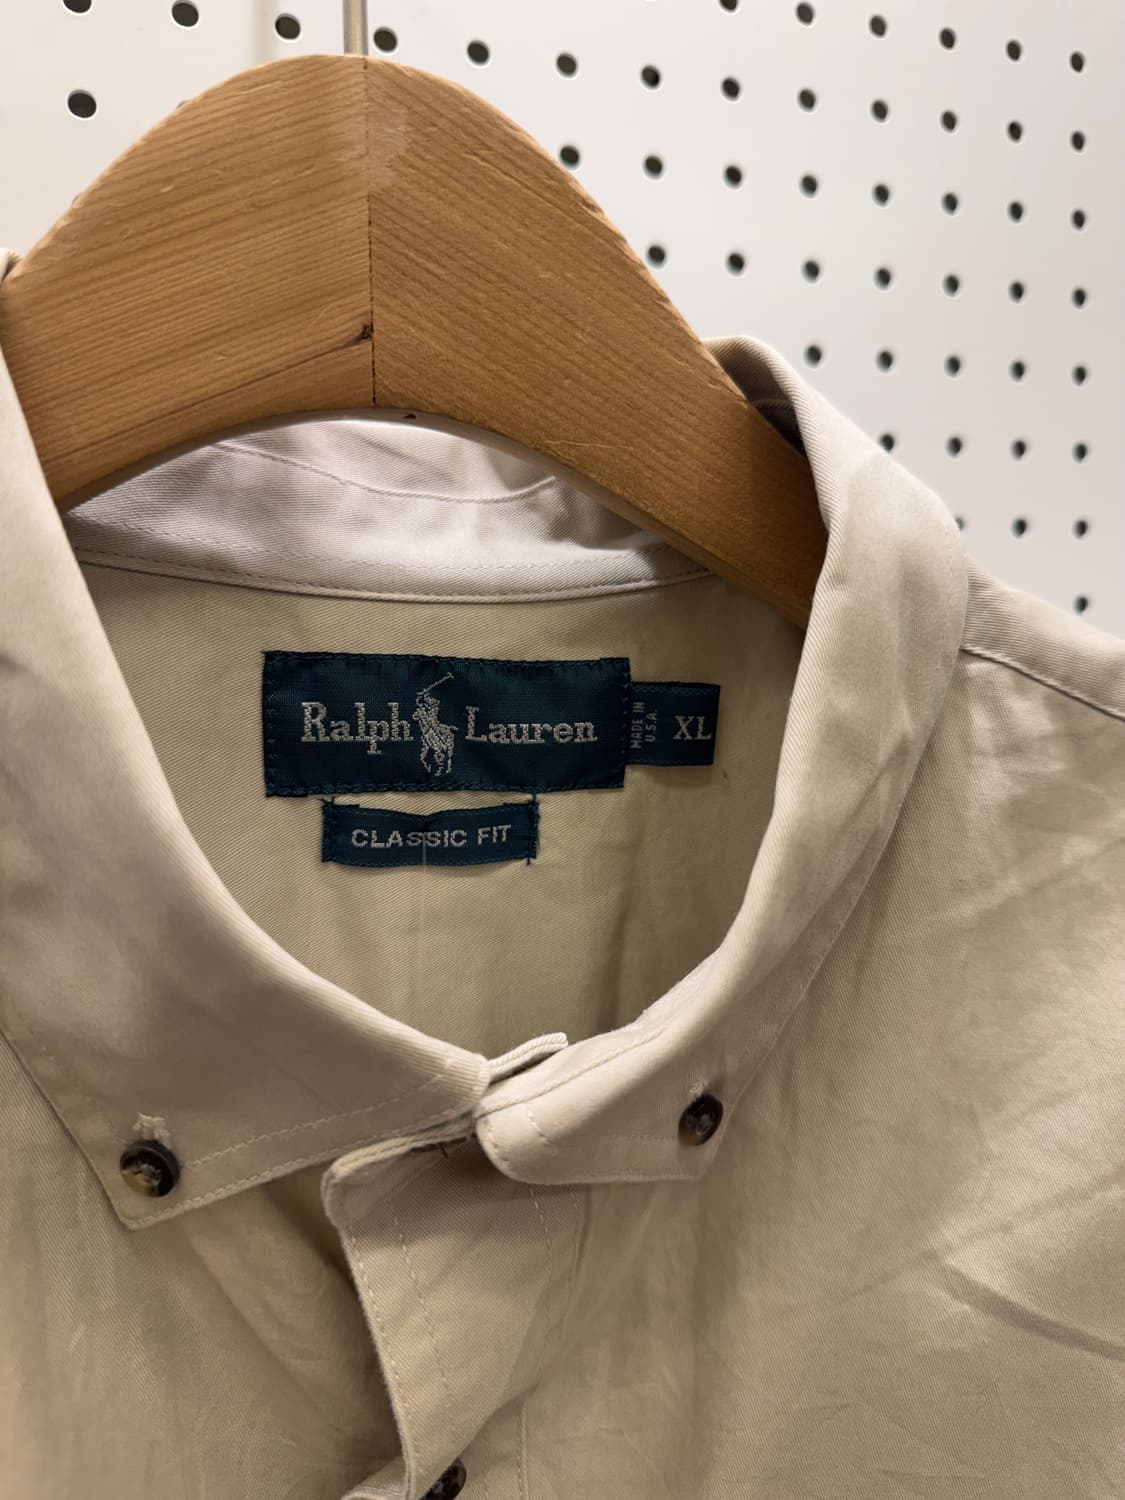 Ralph Lauren
MADE IN
U.S.A.
XL
CLASSIC FIT